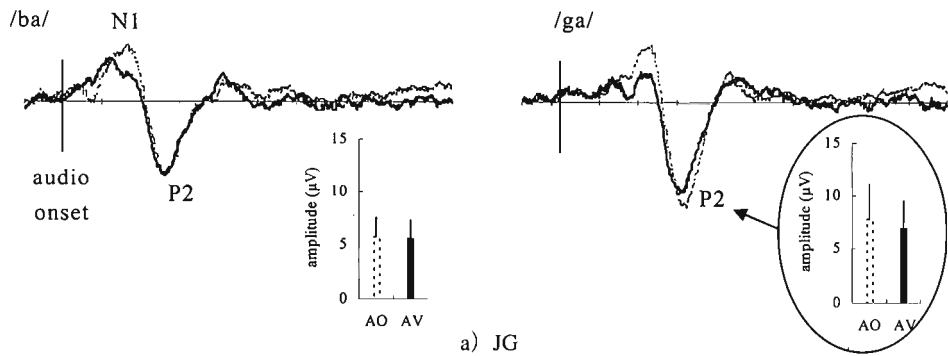 /ba/
N1
audio
onset
P2
15
10
5
0
amplitude (µV)
AO AV
/ga/
P2
15
10
5
0
amplitude (µV)
AO AV
a) JG